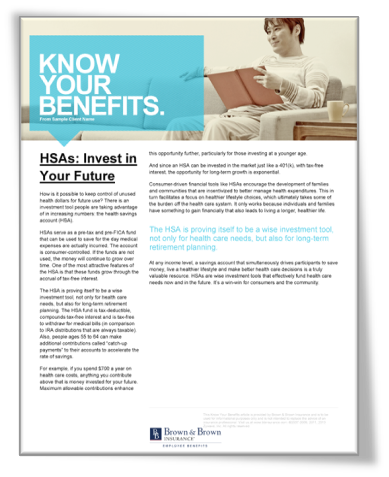 KNOW
YOUR
BENEFITS.
From Sample Client Name
HSAs: Invest in
Your Future
How is it possible to keep control of unused
health dollars for future use? There is an
investment tool people are taking advantage
of in increasing numbers: the health savings
account (HSA).
HSAs serve as a pre-tax and pre-FICA fund
that can be used to save for the day medical
expenses are actually incurred. The account
is consumer-controlled. If the funds are not
used, the money will continue to grow over
time. One of the most attractive features of
the HSA is that these funds grow through the
accrual of tax-free interest.
The HSA is proving itself to be a wise
investment tool, not only for health care
needs, but also for long-term retirement
planning. The HSA fund is tax-deductible,
compounds tax-free interest and is tax-free
to withdraw for medical bills (in comparison
to IRA distributions that are always taxable).
Also, people ages 55 to 64 can make
additional contributions called “catch-up
payments” to their accounts to accelerate the
rate of savings.
For example, if you spend $700 a year on
health care costs, anything you contribute
above that is money invested for your future.
Maximum allowable contributions enhance
this opportunity further, particularly for those investing at a younger age.
And since an HSA can be invested in the market just like a 401(k), with tax-free
interest, the opportunity for long-term growth is exponential.
Consumer-driven financial tools like HSAs encourage the development of families
and communities that are incentivized to better manage health expenditures. This in
turn facilitates a focus on healthier lifestyle choices, which ultimately takes some of
the burden off the health care system. It only works because individuals and families
have something to gain financially that also leads to living a longer, healthier life.
The HSA is proving itself to be a wise investment tool,
not only for health care needs, but also for long-term
retirement planning.
At any income level, a savings account that simultaneously drives participants to save
money, live a healthier lifestyle and make better health care decisions is a truly
valuable resource. HSAs are wise investment tools that effectively fund health care
needs now and in the future. It’s a win-win for consumers and the community.
Brown & Brown
INSURANCE
EMPLOYEE BENEFITS